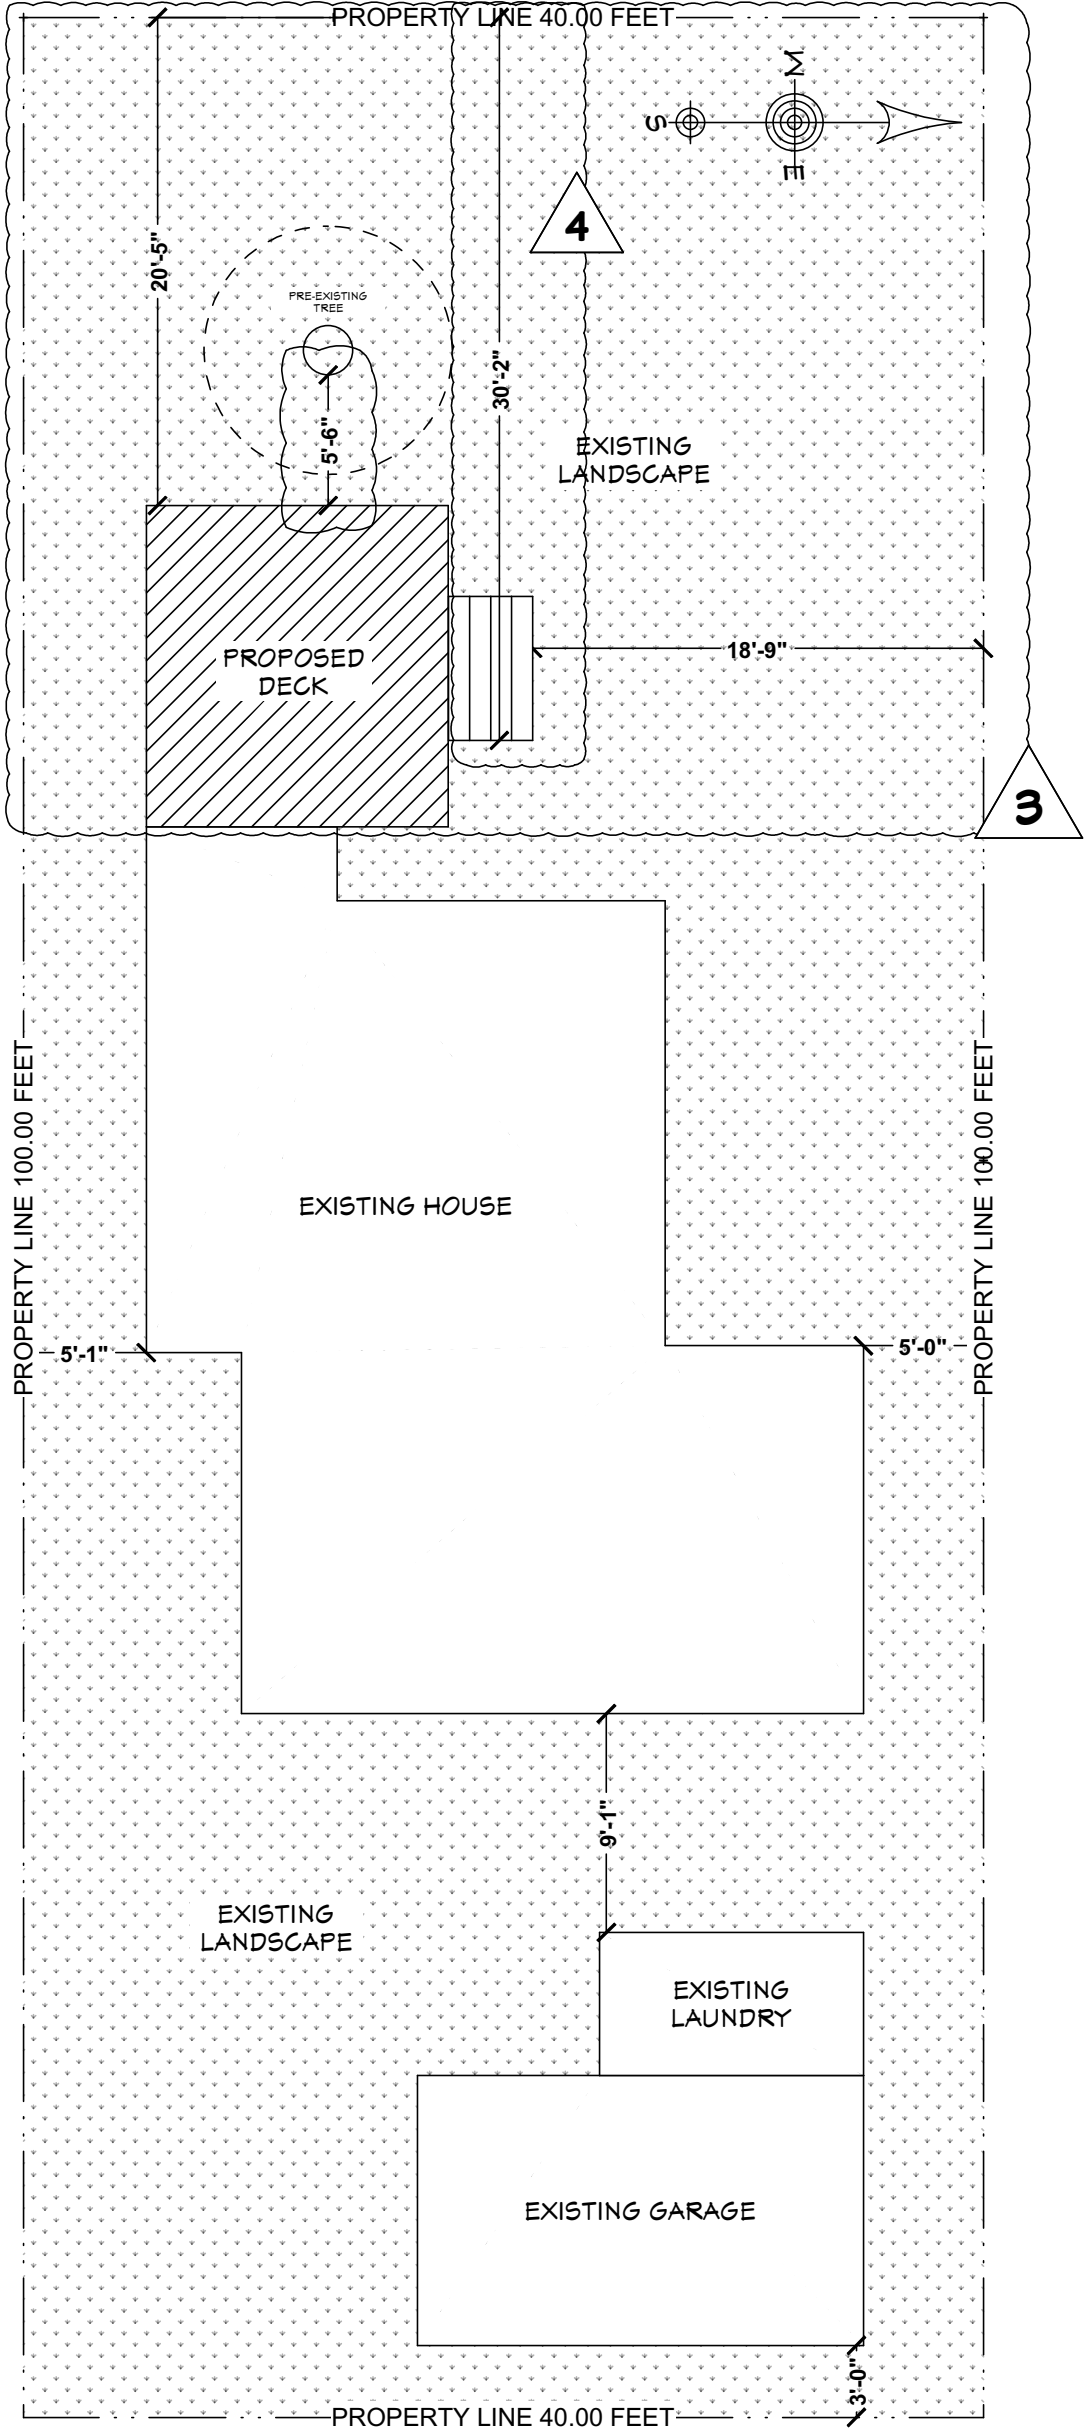 PROPERTY LINE 40.00 FEET
W
S
E
4
20'-5"
PRE-EXISTING
TREE
30'-2"
5'-6"
EXISTING
LANDSCAPE
18'-9"
PROPOSED
DECK
3
PROPERTY LINE 100.00 FEET
PROPERTY LINE 100.00 FEET
EXISTING HOUSE
5'-1"
5'-0"
9'-1"
EXISTING
LANDSCAPE
EXISTING
LAUNDRY
EXISTING GARAGE
3'-0"
PROPERTY LINE 40.00 FEET